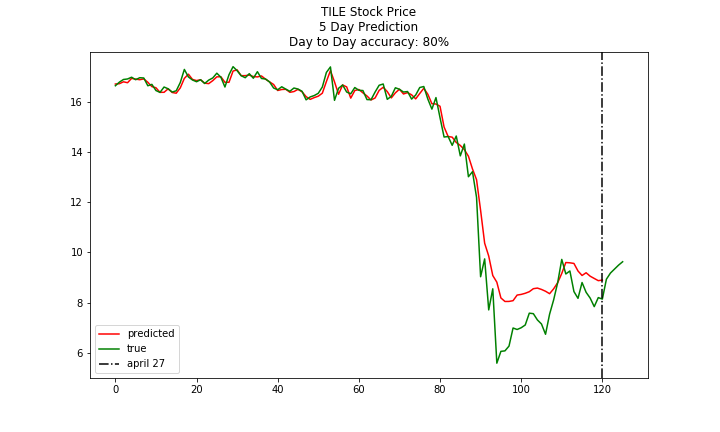 TILE Stock Price
5 Day Prediction
Day to Day accuracy: 80%
16
14
12
10
8
6
predicted
true
april 27
0 20 40 60 80 100 120